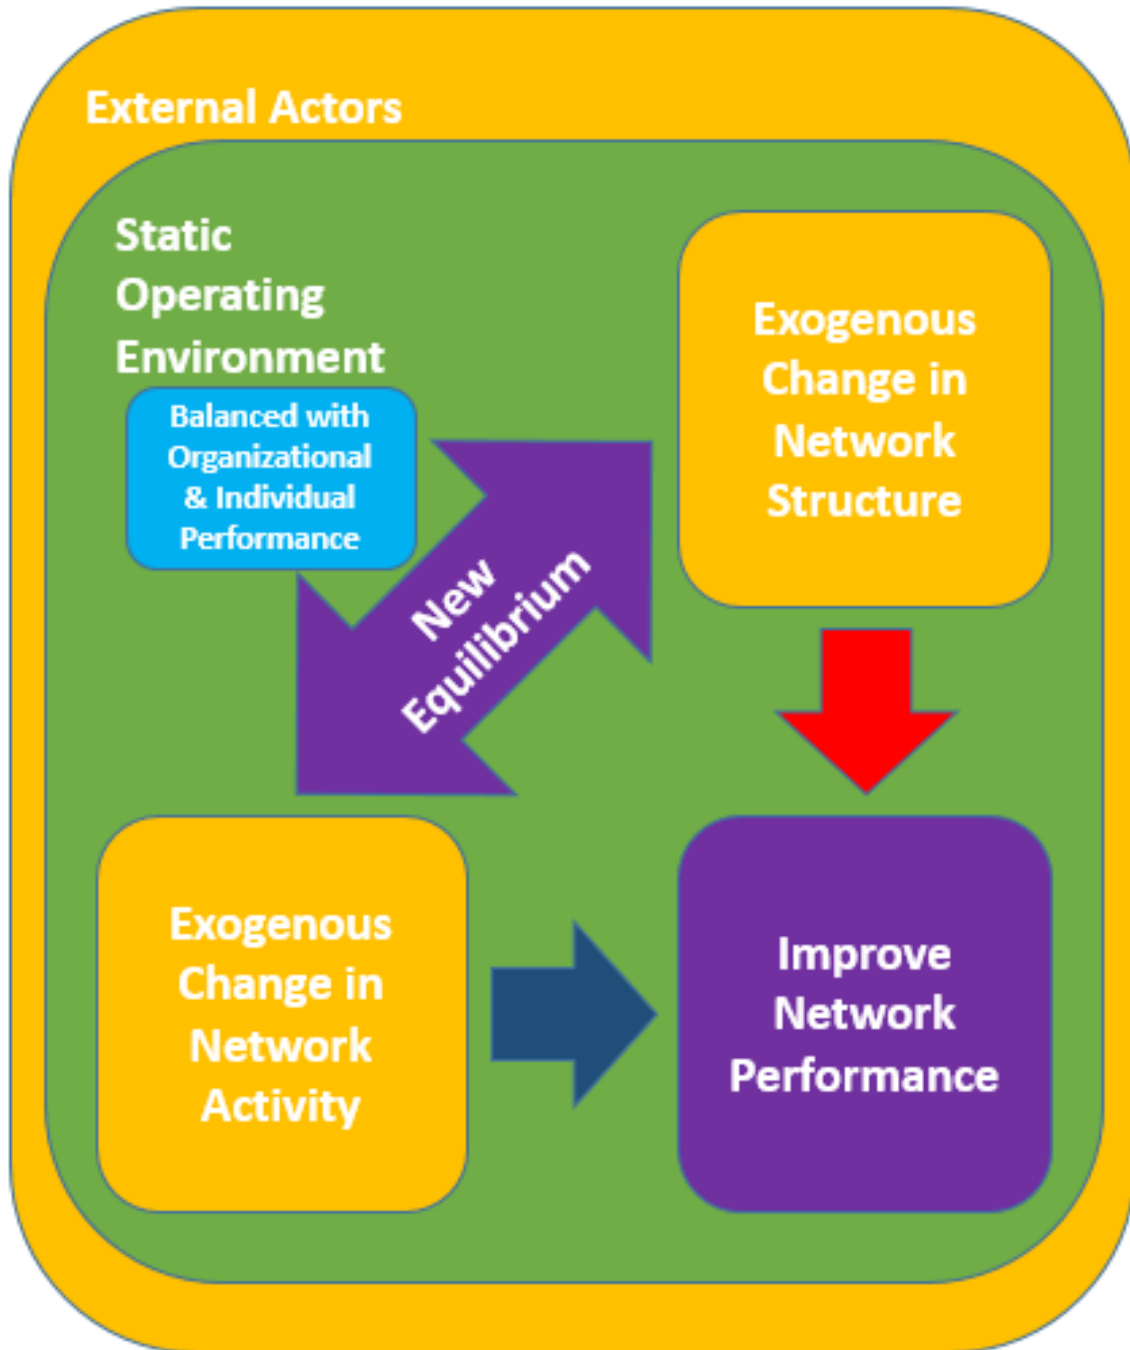 External Actors
Static
Operating
Environment
Balanced with
Organizational
& Individual
Performance
Exogenous
Change in
Network
Structure
New
Equilibrium
Exogenous
Change in
Network
Activity
Improve
Network
Performance